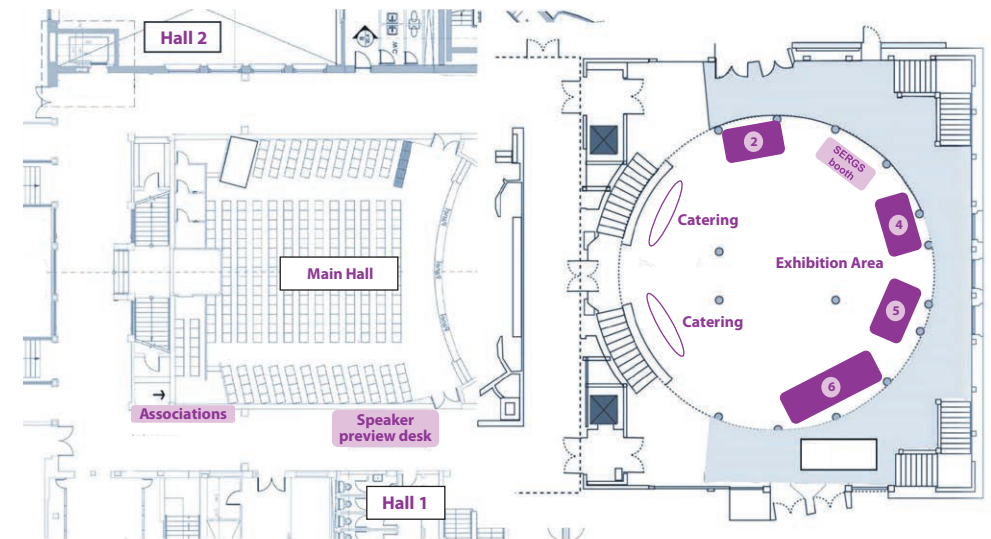 Hall 2
WC
2
SERGS
booth
4
Catering
Exhibition Area
Main Hall
5
Catering
6
Associations
Speaker
preview desk
Hall 1